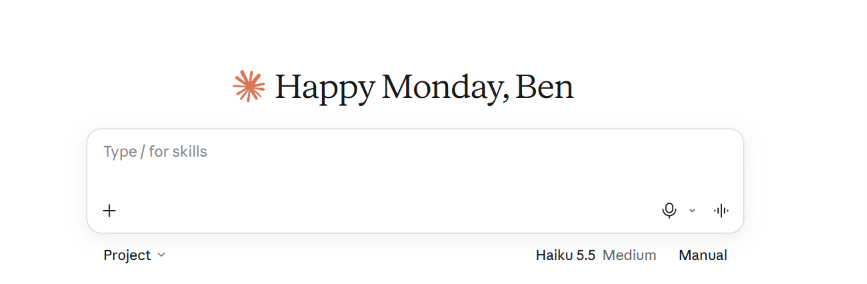 Happy Monday, Ben
Type / for skills
Project
Haiku 5.5 Medium Manual